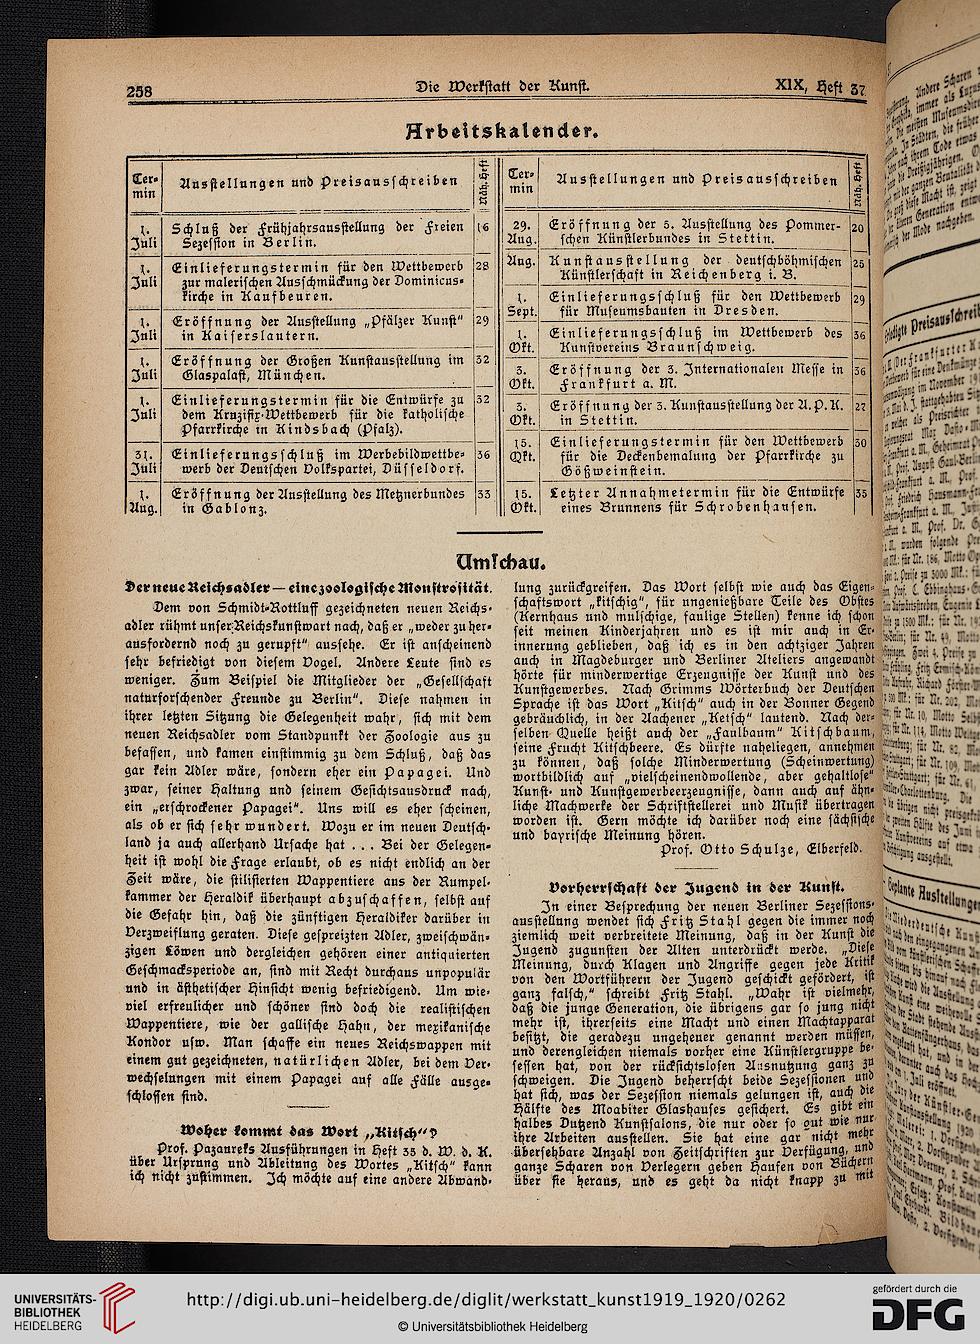 258
Die Werkstatt der Kunst.
XIX, Heft 37
Arbeitskalender.
Ter-
min
Ausstellungen und Preisausschreiben
Näh. Heft
1.
Juli
Schluß der Frühjahrsausstellung der Freien
Sezession in Berlin.
16
1.
Juli
Einlieferungstermin für den Wettbewerb
zur malerischen Ausschmückung der Dominicus-
kirche in Kaufbeuren.
28
1.
Juli
Eröffnung der Ausstellung „Pfälzer Kunst“
in Kaiserslautern.
29
1.
Juli
Eröffnung der Großen Kunstausstellung im
Glaspalast, München.
32
1.
Juli
Einlieferungstermin für die Entwürfe zu
dem Kruzifix-Wettbewerb für die katholische
Pfarrkirche in Kindsbach (Pfalz).
32
31.
Juli
Einlieferungsschluß im Werbebildwettbe-
werb der Deutschen Volkspartei, Düsseldorf.
36
1.
Aug.
Eröffnung der Ausstellung des Metznerbundes
in Gablonz.
33
Ter-
min
Ausstellungen und Preisausschreiben
Näh. Heft
29.
Aug.
Eröffnung der 5. Ausstellung des Pommer-
schen Künstlerbundes in Stettin.
20
Aug.
Kunstausstellung der deutschböhmischen
Künstlerschaft in Reichenberg i. B.
25
1.
Sept.
Einlieferungsschluß für den Wettbewerb
für Museumsbauten in Dresden.
29
1.
Okt.
Einlieferungsschluß im Wettbewerb des
Kunstvereins Braunschweig.
36
3.
Okt.
Eröffnung der 3. Internationalen Messe in
Frankfurt a. M.
36
3.
Okt.
Eröffnung der 3. Kunstausstellung der A. P. K.
in Stettin.
27
15.
Okt.
Einlieferungstermin für den Wettbewerb
für die Deckenbemalung der Pfarrkirche zu
Gößweinstein.
30
15.
Okt.
Letzter Annahmetermin für die Entwürfe
eines Brunnens für Schrobenhausen.
35
Umschau.
Der neue Reichsadler — eine zoologische Monstrosität.
Dem von Schmidt-Rottluff gezeichneten neuen Reichs-
adler rühmt unser Reichskunstwart nach, daß er „weder zu her-
ausfordernd noch zu gerupft“ aussehe. Er ist anscheinend
sehr befriedigt von diesem Vogel. Andere Leute sind es
weniger. Zum Beispiel die Mitglieder der „Gesellschaft
naturforschender Freunde zu Berlin“. Diese nahmen in
ihrer letzten Sitzung die Gelegenheit wahr, sich mit dem
neuen Reichsadler vom Standpunkt der Zoologie aus zu
befassen, und kamen einstimmig zu dem Schluß, daß das
gar kein Adler wäre, sondern eher ein Papagei. Und
zwar, seiner Haltung und seinem Gesichtsausdruck nach,
ein „erschrockener Papagei“. Uns will es eher scheinen,
als ob er sich sehr wundert. Wozu er im neuen Deutsch-
land ja auch allerhand Ursache hat . . . Bei der Gelegen-
heit ist wohl die Frage erlaubt, ob es nicht endlich an der
Zeit wäre, die stilisierten Wappentiere aus der Rumpel-
kammer der Heraldik überhaupt abzuschaffen, selbst auf
die Gefahr hin, daß die zünftigen Heraldiker darüber in
Verzweiflung geraten. Diese gespreizten Adler, zweischwän-
zigen Löwen und dergleichen gehören einer antiquierten
Geschmacksperiode an, sind mit Recht durchaus unpopulär
und in ästhetischer Hinsicht wenig befriedigend. Um wie-
viel erfreulicher und schöner sind doch die realistischen
Wappentiere, wie der gallische Hahn, der mexikanische
Kondor usw. Man schaffe ein neues Reichswappen mit
einem gut gezeichneten, natürlichen Adler, bei dem Ver-
wechselungen mit einem Papagei auf alle Fälle ausge-
schlossen sind.
Woher kommt das Wort „Kitsch“?
Prof. Pazaureks Ausführungen in Heft 35 d. W. d. K.
über Ursprung und Ableitung des Wortes „Kitsch“ kann
ich nicht zustimmen. Ich möchte auf eine andere Abwand-
lung zurückgreifen. Das Wort selbst wie auch das Eigen-
schaftswort „kitschig“, für ungenießbare Teile des Obstes
(Kernhaus und mulschige, faulige Stellen) kenne ich schon
seit meinen Kinderjahren und es ist mir auch in Er-
innerung geblieben, daß ich es in den achtziger Jahren
auch in Magdeburger und Berliner Ateliers angewandt
hörte für minderwertige Erzeugnisse der Kunst und des
Kunstgewerbes. Nach Grimms Wörterbuch der Deutschen
Sprache ist das Wort „Kitsch“ auch in der Bonner Gegend
gebräuchlich, in der Aachener „Ketsch“ lautend. Nach der-
selben Quelle heißt auch der „Faulbaum“ Kitschbaum,
seine Frucht Kitschbeere. Es dürfte naheliegen, annehmen
zu können, daß solche Minderwertung (Scheinwertung)
wortbildlich auf „vielscheinendwollende, aber gehaltlose“
Kunst- und Kunstgewerbeerzeugnisse, dann auch auf ähn-
liche Machwerke der Schriftstellerei und Musik übertragen
worden ist. Gern möchte ich darüber noch eine sächsische
und bayrische Meinung hören.
Prof. Otto Schulze, Elberfeld.
Vorherrschaft der Jugend in der Kunst.
In einer Besprechung der neuen Berliner Sezessions-
ausstellung wendet sich Fritz Stahl gegen die immer noch
ziemlich weit verbreitete Meinung, daß in der Kunst die
Jugend zugunsten der Alten unterdrückt werde. „Diese
Meinung, durch Klagen und Angriffe gegen jede Kritik
von den Wortführern der Jugend geschickt gefördert, ist
ganz falsch,“ schreibt Fritz Stahl. „Wahr ist vielmehr,
daß die junge Generation, die übrigens gar so jung nicht
mehr ist, ihrerseits eine Macht und einen Machtapparat
besitzt, die geradezu ungeheuer genannt werden müssen,
und derengleichen niemals vorher eine Künstlergruppe be-
sessen hat, von der rücksichtslosen Ausnutzung ganz zu
schweigen. Die Jugend beherrscht beide Sezessionen und
hat sich, was der Sezession niemals gelungen ist, auch die
Hälfte des Moabiter Glashauses gesichert. Es gibt ein
halbes Dutzend Kunstsalons, die nur oder so gut wie nur
ihre Arbeiten ausstellen. Sie hat eine gar nicht mehr
übersehbare Anzahl von Zeitschriften zur Verfügung, und
ganze Scharen von Verlegern geben Haufen von Büchern
über sie heraus, und es geht da nicht knapp zu mit
UNIVERSITÄTS-
BIBLIOTHEK
HEIDELBERG
http://digi.ub.uni-heidelberg.de/diglit/werkstatt_kunst1919_1920/0262
© Universitätsbibliothek Heidelberg
gefördert durch die
DFG